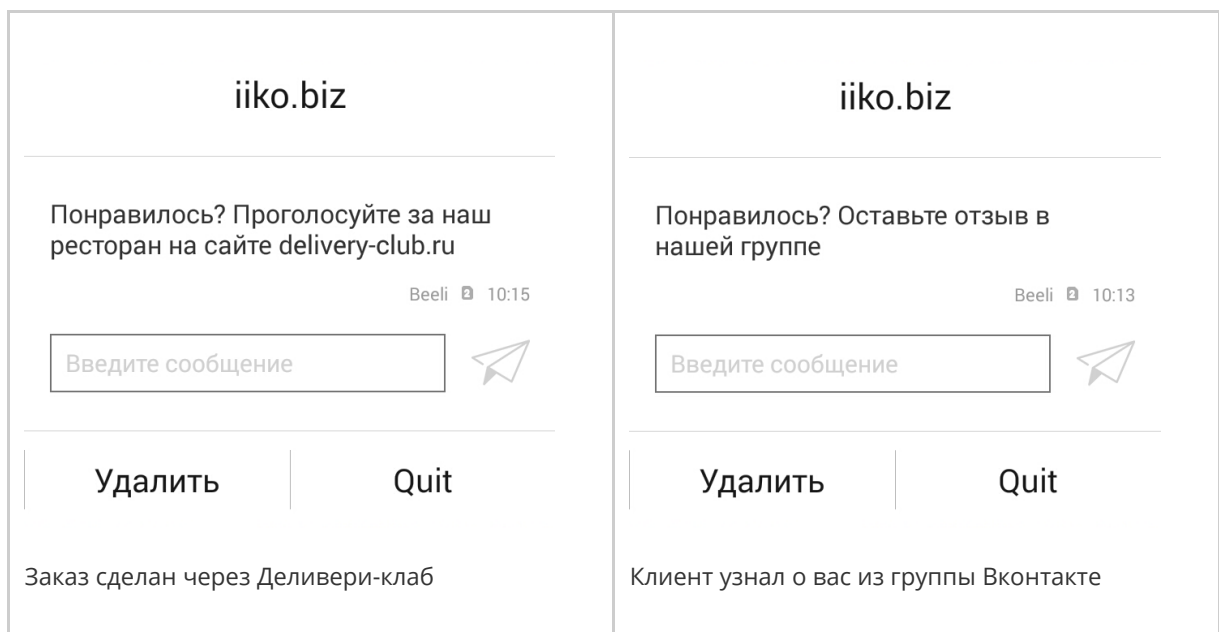 iiko.biz
Понравилось? Проголосуйте за наш
ресторан на сайте delivery-club.ru
Beeli 2 10:15
Введите сообщение
Удалить Quit
Заказ сделан через Деливери-клаб
iiko.biz
Понравилось? Оставьте отзыв в
нашей группе
Beeli 2 10:13
Введите сообщение
Удалить Quit
Клиент узнал о вас из группы Вконтакте